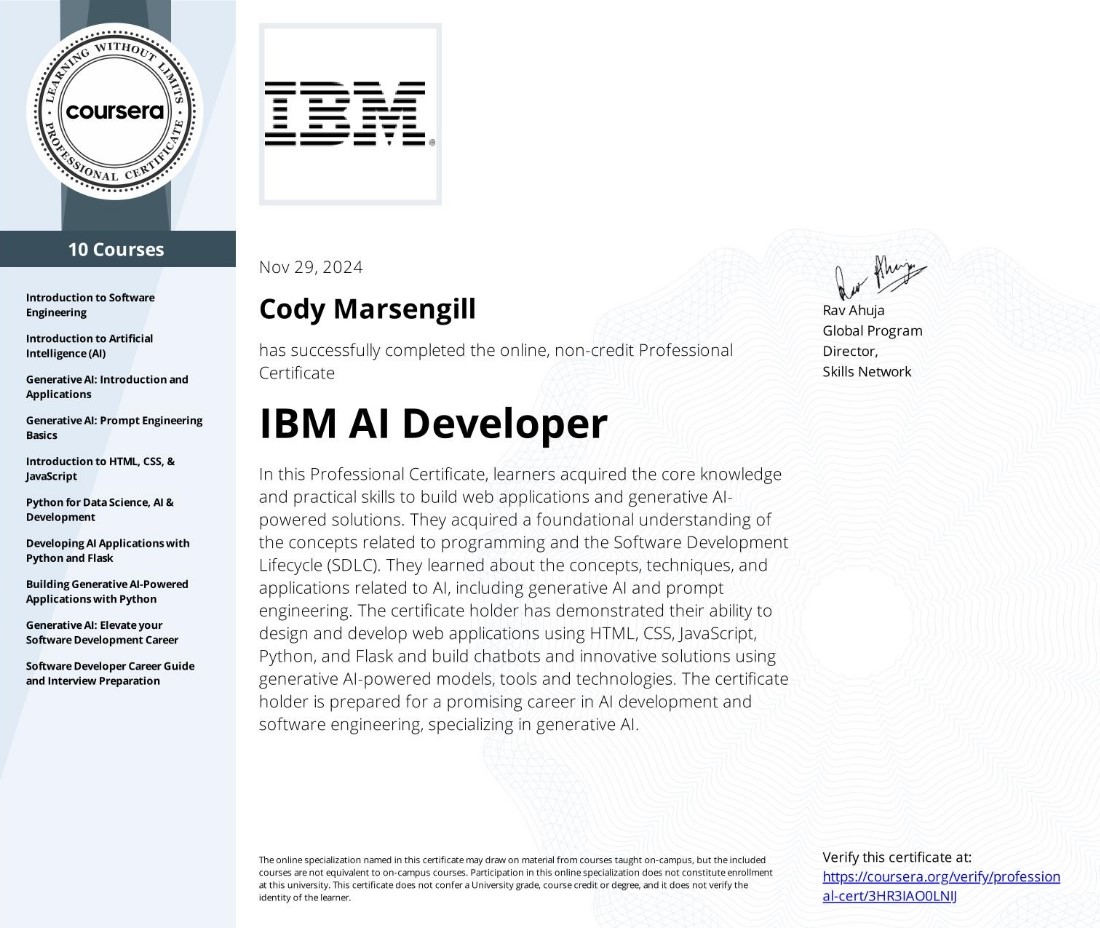 LEARNING WITHOUT LIMITS
coursera
PROFESSIONAL CERTIFICATE
10 Courses
Introduction to Software
Engineering
Introduction to Artificial
Intelligence (AI)
Generative AI: Introduction and
Applications
Generative AI: Prompt Engineering
Basics
Introduction to HTML, CSS, &
JavaScript
Python for Data Science, AI &
Development
Developing AI Applications with
Python and Flask
Building Generative AI-Powered
Applications with Python
Generative AI: Elevate your
Software Development Career
Software Developer Career Guide
and Interview Preparation
IBM®
Nov 29, 2024
Cody Marsengill
has successfully completed the online, non-credit Professional
Certificate
IBM AI Developer
In this Professional Certificate, learners acquired the core knowledge
and practical skills to build web applications and generative AI-
powered solutions. They acquired a foundational understanding of
the concepts related to programming and the Software Development
Lifecycle (SDLC). They learned about the concepts, techniques, and
applications related to AI, including generative AI and prompt
engineering. The certificate holder has demonstrated their ability to
design and develop web applications using HTML, CSS, JavaScript,
Python, and Flask and build chatbots and innovative solutions using
generative AI-powered models, tools and technologies. The certificate
holder is prepared for a promising career in AI development and
software engineering, specializing in generative AI.
Rav Ahuja
Rav Ahuja
Global Program
Director,
Skills Network
The online specialization named in this certificate may draw on material from courses taught on-campus, but the included
courses are not equivalent to on-campus courses. Participation in this online specialization does not constitute enrollment
at this university. This certificate does not confer a University grade, course credit or degree, and it does not verify the
identity of the learner.
Verify this certificate at:
https://coursera.org/verify/profession
al-cert/3HR3IAO0LNIJ